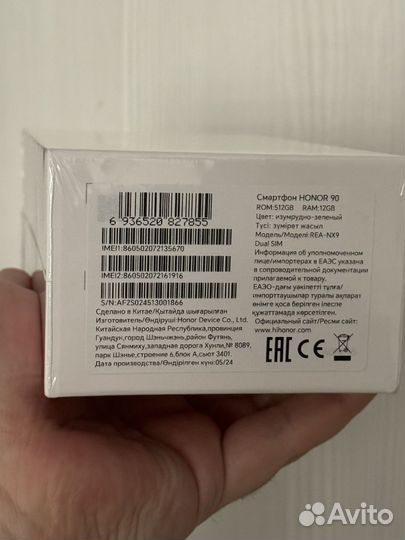 6 936520 827855
IMEI1:860502072135670
IMEI2:860502072161916
S/N:AF2S024513001866
Сделано в Китае/Қытайда шығарылған
Изготовитель/Өндіруші:Honor Device Co., Ltd.
Китайская Народная Республика,провинция
Гуандун,город Шэньчжэнь,район Футянь,
улица Сянмиху,западная дорога Хунли,№ 8089,
парк Шэнье,строение 6,блок А,сьют 3401.
Дата производства/Өндірілген күні:05/24
Смартфон HONOR 90
ROM:512GB RAM:12GB
Цвет: изумрудно-зеленый
Түсі: зүмірет жасыл
Модель/Моделі:REA-NX9
Dual SIM
Информация об уполномоченном
лице/импортерах в ЕАЭС указана
в сопроводительной документации
прилагаемой к товару.
ЕАЭО-дағы уәкілетті тұлға/
импорттаушылар туралы ақпарат
өнімге қоса берілген ілеспе
құжаттамада көрсетілген.
Официальный сайт/Ресми сайт:
www.hihonor.com
EAC CE
Avito